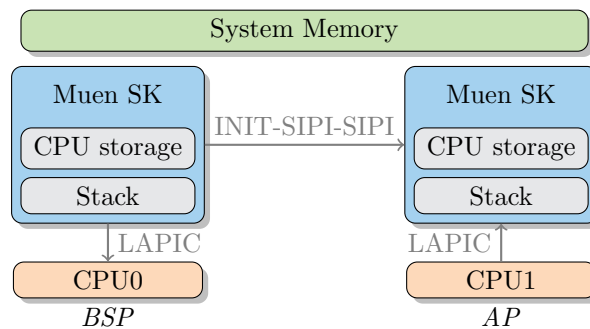 System Memory
Muen SK
Muen SK
INIT-SIPI-SIPI
CPU storage
CPU storage
Stack
Stack
LAPIC
LAPIC
CPU0
CPU1
BSP
AP